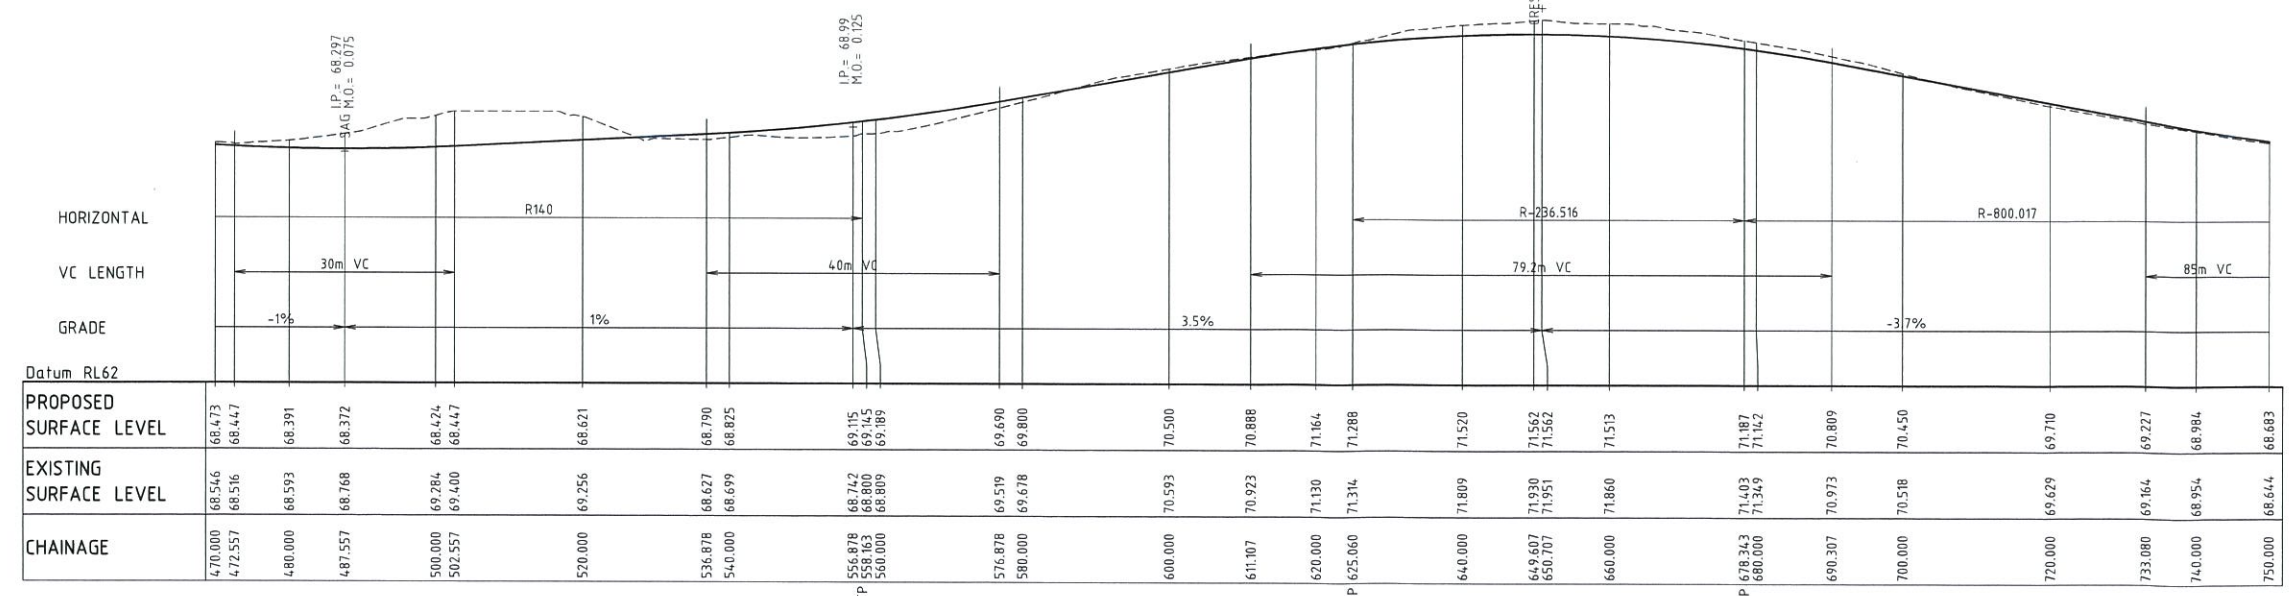 I.P.= 68.297
SAG M.O.= 0.075
I.P.= 68.99
M.O.= 0.125
CRES
HORIZONTAL R140 R-236.516 R-800.017
VC LENGTH 30m VC 40m VC 79.2m VC 85m VC
GRADE -1% 1% 3.5% -3.7%
Datum RL62
PROPOSED
SURFACE LEVEL 68.473 68.447 68.391 68.372 68.424 68.447 68.621 68.790 68.825 69.115 69.145 69.189 69.690 69.800 70.500 70.888 71.164 71.288 71.520 71.562 71.562 71.513 71.187 71.142 70.809 70.450 69.710 69.227 68.984 68.683
EXISTING
SURFACE LEVEL 68.546 68.516 68.593 68.768 69.284 69.400 69.256 68.627 68.699 68.742 68.800 68.809 69.519 69.678 70.593 70.923 71.130 71.314 71.809 71.930 71.951 71.860 71.403 71.349 70.973 70.518 69.629 69.164 68.954 68.644
CHAINAGE 470.000 472.557 480.000 487.557 500.000 502.557 520.000 536.878 540.000 556.878 558.163 560.000 576.878 580.000 600.000 611.107 620.000 625.060 640.000 649.607 650.707 660.000 678.343 680.000 690.307 700.000 720.000 733.080 740.000 750.000
P P